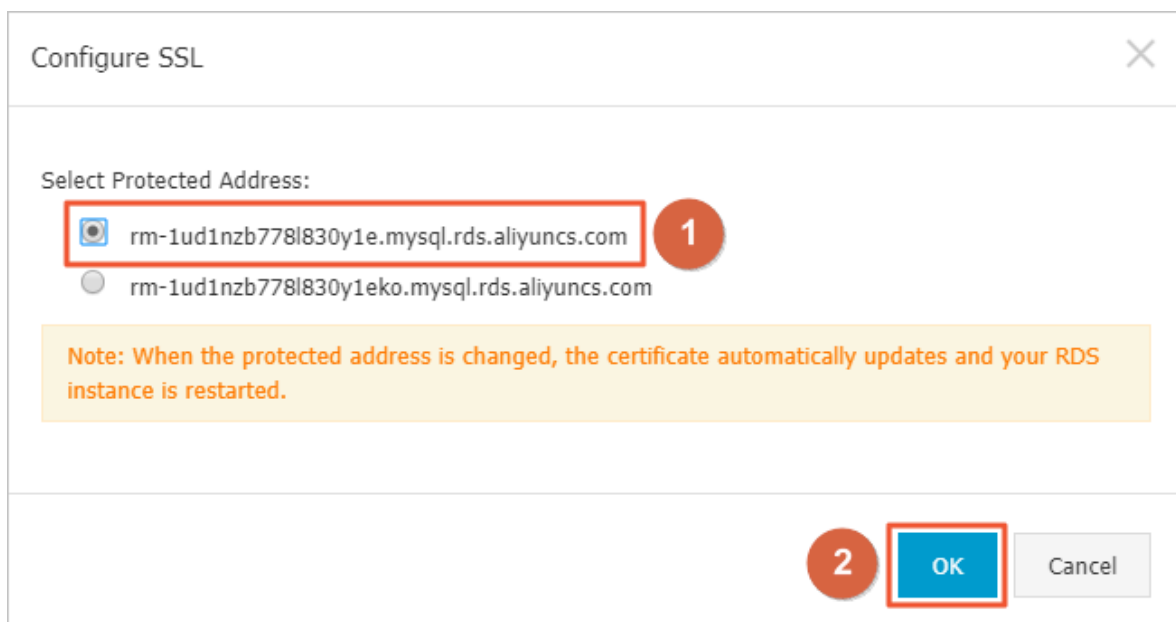 Configure SSL
Select Protected Address:
rm-1ud1nzb778l830y1e.mysql.rds.aliyuncs.com
1
rm-1ud1nzb778l830y1eko.mysql.rds.aliyuncs.com
Note: When the protected address is changed, the certificate automatically updates and your RDS
instance is restarted.
2
OK
Cancel